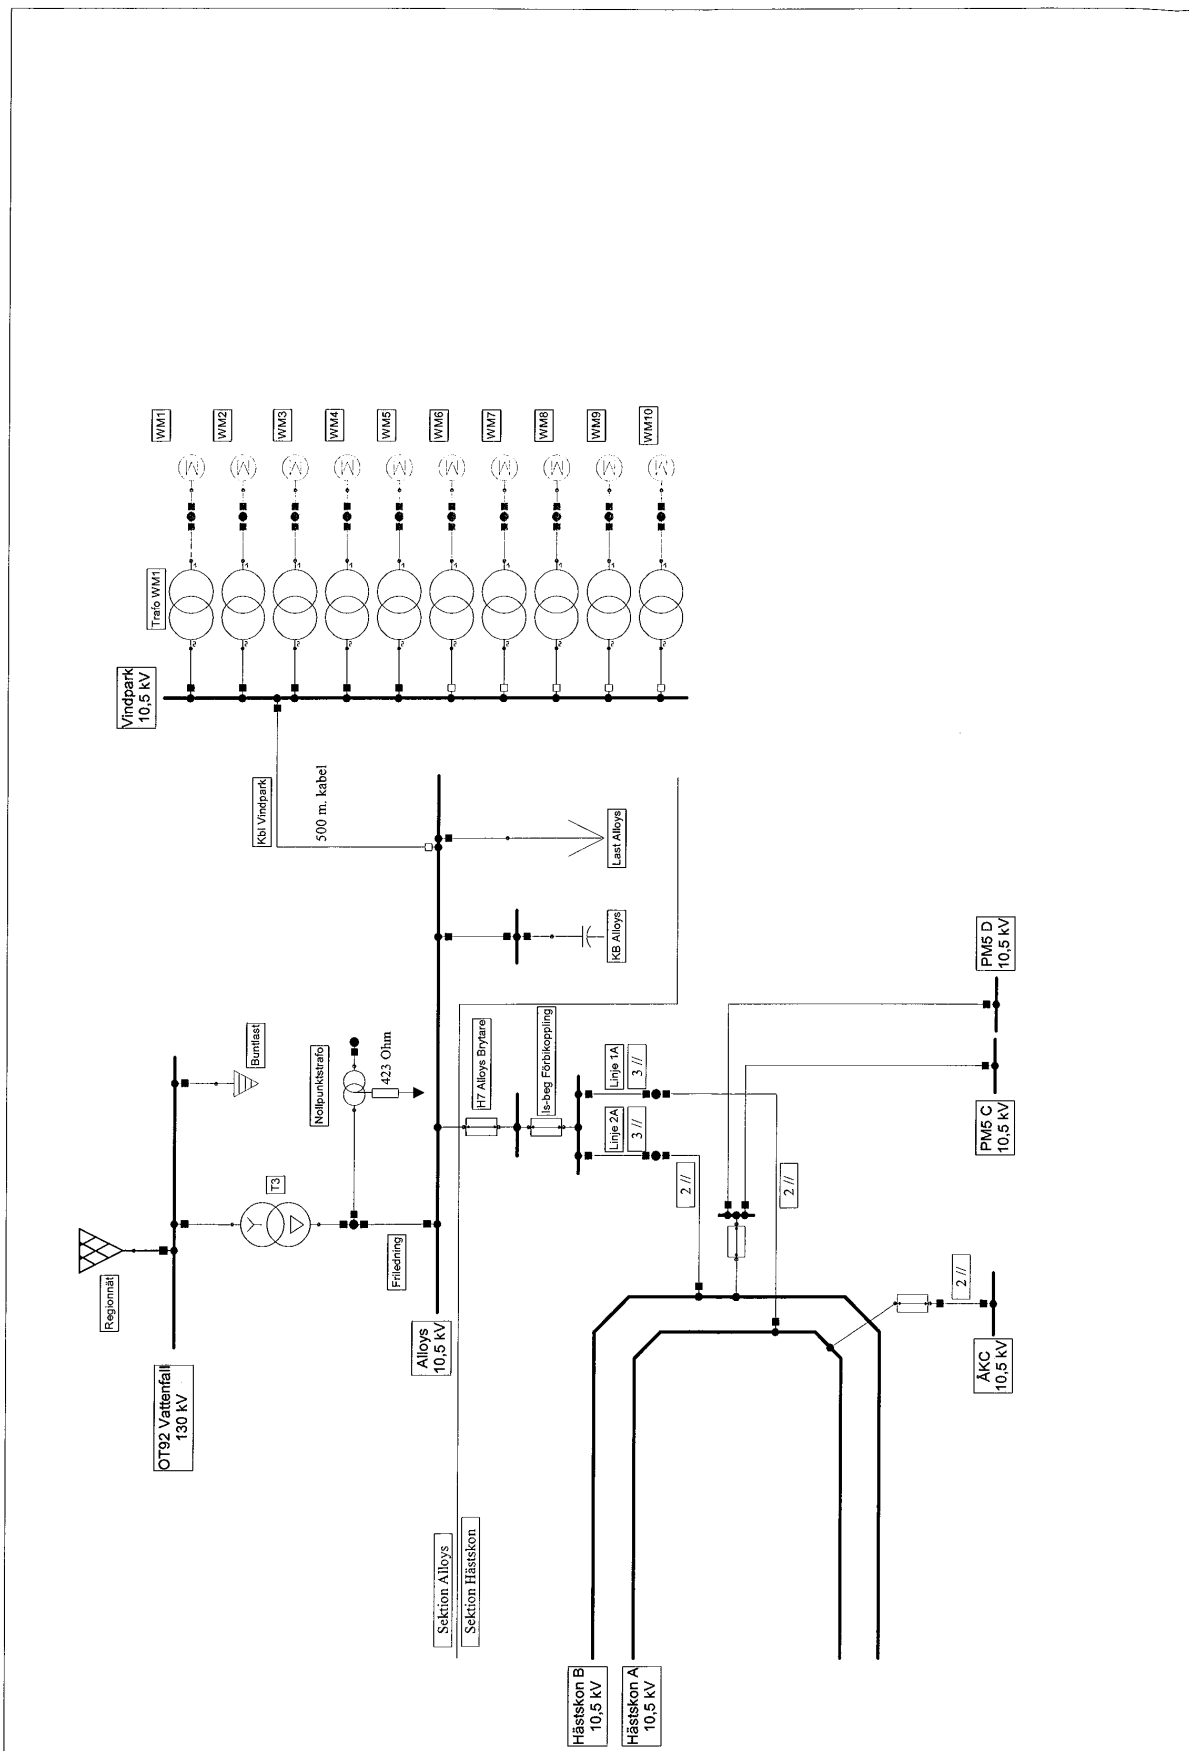 Regionnät
OT92 Vattenfall
130 kV
T3
Buntlast
Friledning
Nollpunktstrafo
423 Ohm
Alloys
10,5 kV
Kbl Vindpark
500 m. kabel
Vindpark
10,5 kV
Trafo WM1
WM1
WM2
WM3
WM4
WM5
WM6
WM7
WM8
WM9
WM10
Sektion Alloys
Sektion Hästskon
H7 Alloys Brytare
Is-beg Förbikoppling
KB Alloys
Last Alloys
Linje 2A
3 //
Linje 1A
3 //
2 //
2 //
Hästskon B
10,5 kV
Hästskon A
10,5 kV
2 //
ÅKC
10,5 kV
PM5 C
10,5 kV
PM5 D
10,5 kV